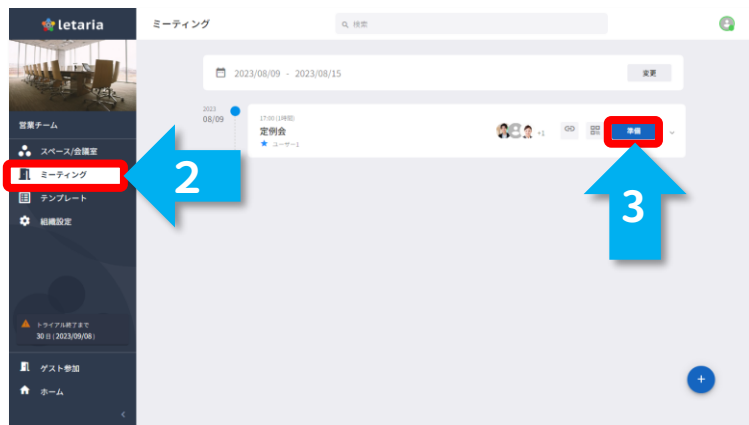 letaria
ミーティング
検索
2023/08/09 - 2023/08/15
変更
営業チーム
2023
08/09
17:00 (1時間)
定例会
ユーザー1
+1
準備
スペース/会議室
ミーティング
テンプレート
組織設定
2
3
トライアル終了まで
30 日 ( 2023/09/08 )
ゲスト参加
ホーム
+